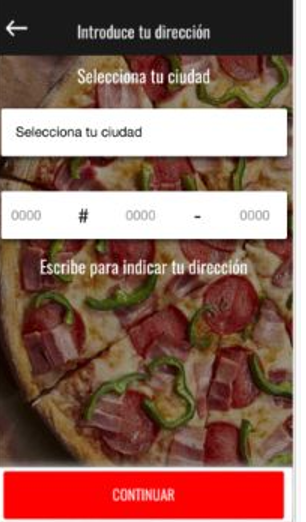 Introduce tu dirección
Selecciona tu ciudad
Selecciona tu ciudad
0000 # 0000 - 0000
Escribe para indicar tu dirección
CONTINUAR